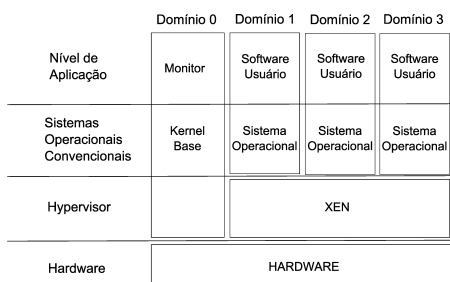 Domínio 0 Domínio 1 Domínio 2 Domínio 3
Nível de
Aplicação
Monitor
Software
Usuário
Software
Usuário
Software
Usuário
Sistemas
Operacionais
Convencionais
Kernel
Base
Sistema
Operacional
Sistema
Operacional
Sistema
Operacional
Hypervisor
XEN
Hardware
HARDWARE